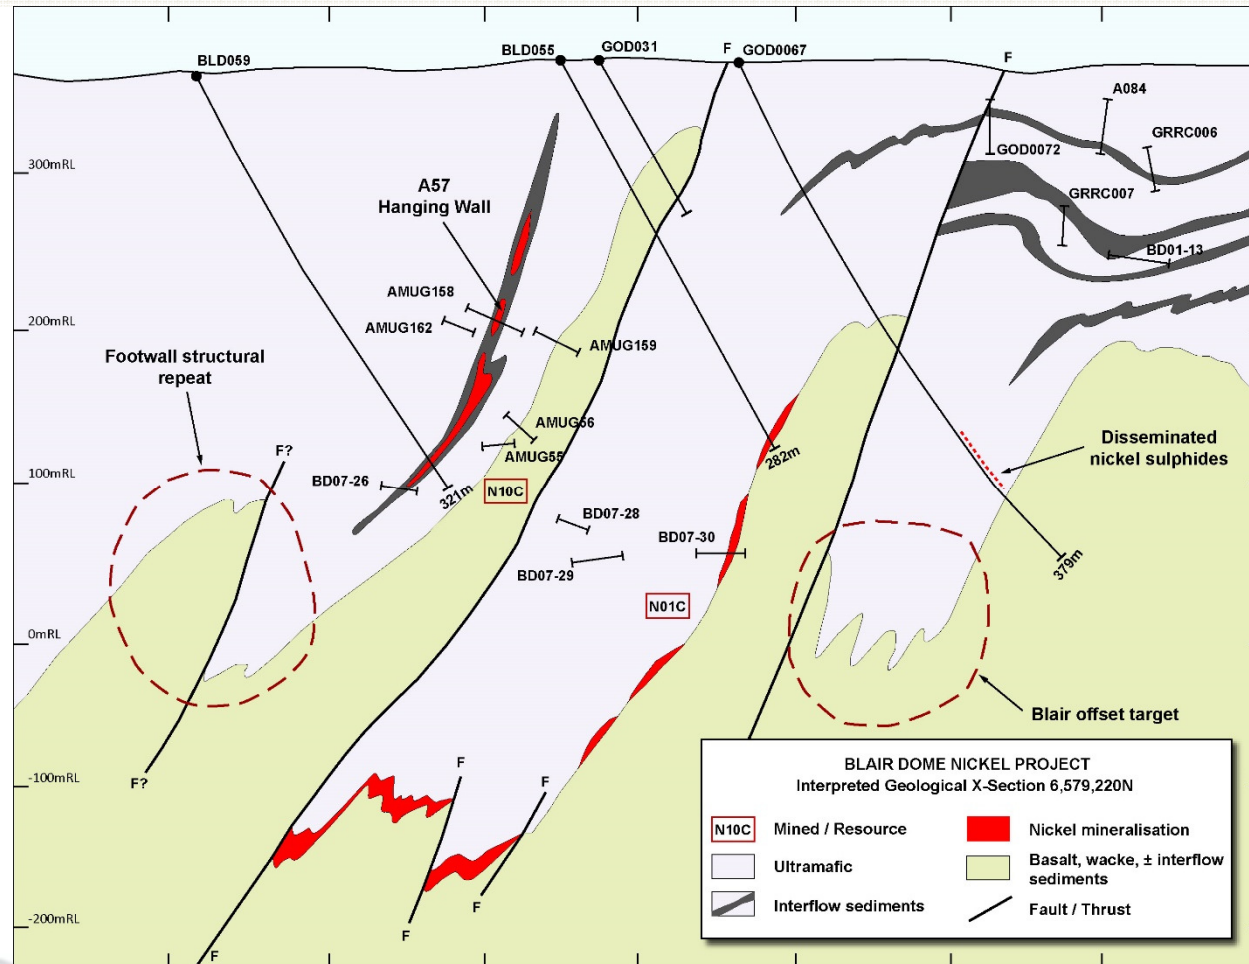 BLD059
BLD055
GOD031
F
GOD0067
F
A084
GRRC006
GOD0072
300mRL
A57
Hanging Wall
GRRC007
BD01-13
AMUG158
AMUG162
200mRL
AMUG159
Footwall structural
repeat
AMUG56
AMUG55
F?
Disseminated
nickel sulphides
282m
100mRL
BD07-26
321m
N10C
BD07-28
BD07-30
BD07-29
379m
N01C
0mRL
Blair offset target
F
F
-100mRL
F?
BLAIR DOME NICKEL PROJECT
Interpreted Geological X-Section 6,579,220N
N10C Mined / Resource
Nickel mineralisation
Ultramafic
Basalt, wacke, ± interflow
sediments
Interflow sediments
Fault / Thrust
F
-200mRL
F
F